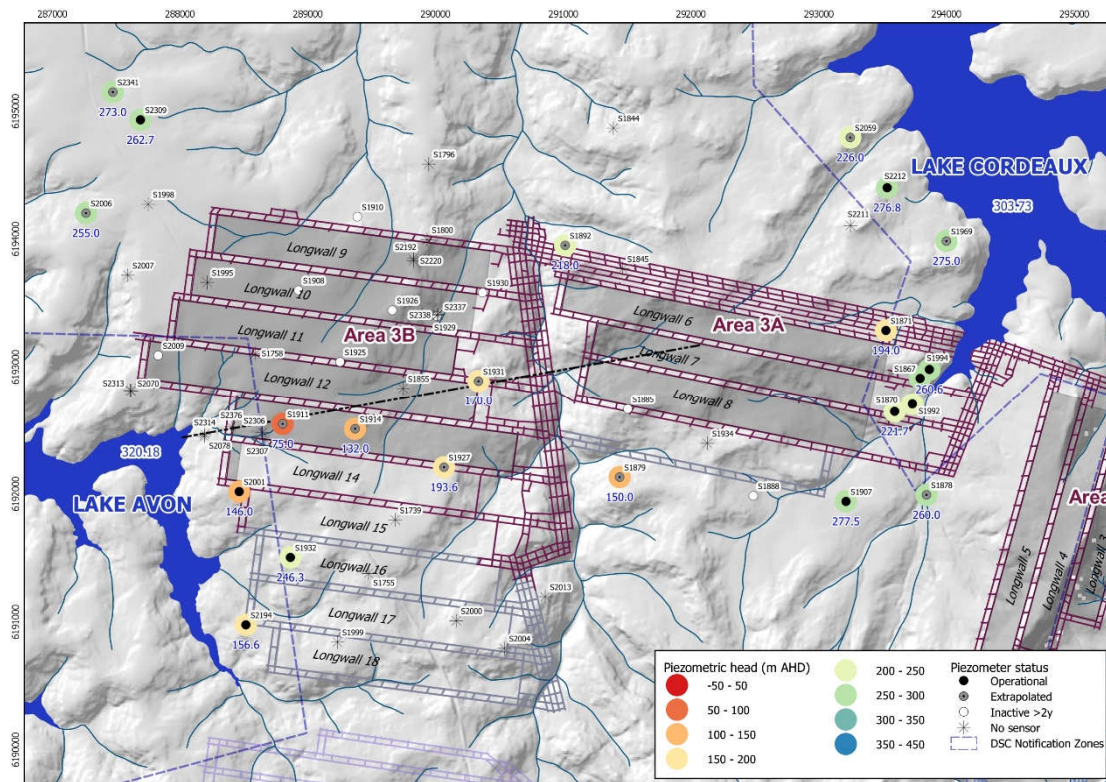 287000
288000
289000
290000
291000
292000
293000
294000
295000
6195000
6194000
6193000
6192000
6191000
6190000
S2341
273.0
S2309
262.7
S1844
S2059
226.0
LAKE CORDEAUX
303.73
S1796
S2212
276.8
S1998
S2006
255.0
S1910
S2211
S1969
275.0
S1800
S2192
S2220
S1892
218.0
S1845
Longwall 9
S2007
S1995
S1908
Longwall 10
S1930
S1926
S2337
S2338
S1929
Longwall 6
Area 3A
S1871
194.0
Longwall 11
Area 3B
S2009
S1758
S1925
Longwall 7
S1994
S1867
260.6
Longwall 12
S1855
S1931
170.0
S2313
S2070
Longwall 8
S1870
S1992
221.7
S1885
S2376
S2306
S1911
75.0
S1914
132.0
S2314
S2078
S2307
S1934
320.18
Longwall 14
S1927
193.6
S1879
150.0
S1888
S1878
260.0
S1907
277.5
LAKE AVON
S2001
146.0
Longwall 15
S1739
Area
S1932
246.3
Longwall 16
S1755
S2013
Longwall 5
Longwall 4
Longwall 3
S2194
156.6
Longwall 17
S2000
S1999
S2004
Longwall 18
Piezometric head (m AHD)
-50 - 50
50 - 100
100 - 150
150 - 200
200 - 250
250 - 300
300 - 350
350 - 450
Piezometer status
Operational
Extrapolated
Inactive >2y
No sensor
DSC Notification Zones